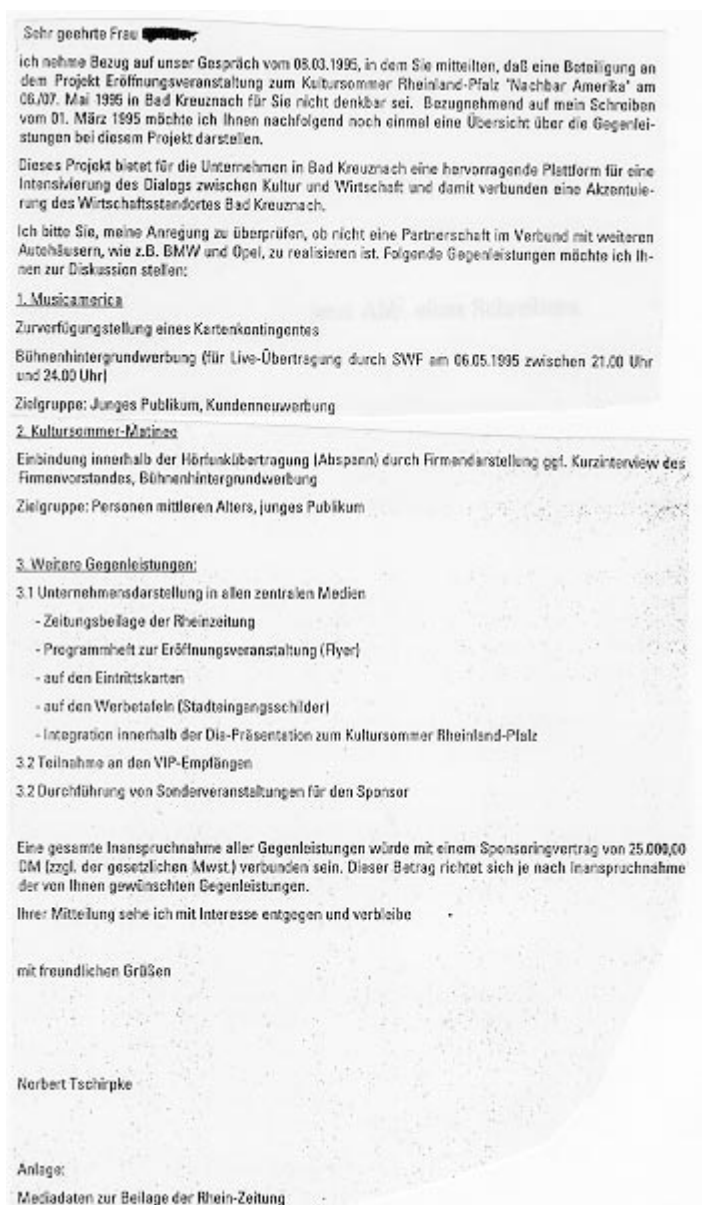 Sehr geehrte Frau
ich nehme Bezug auf unser Gespräch vom 08.03.1995, in dem Sie mitteilten, daß eine Beteiligung an
dem Projekt Eröffnungsveranstaltung zum Kultursommer Rheinland-Pfalz "Nachbar Amerika" am
06./07. Mai 1995 in Bad Kreuznach für Sie nicht denkbar sei. Bezugnehmend auf mein Schreiben
vom 01. März 1995 möchte ich Ihnen nachfolgend noch einmal eine Übersicht über die Gegenlei-
stungen bei diesem Projekt darstellen.
Dieses Projekt bietet für die Unternehmen in Bad Kreuznach eine hervorragende Plattform für eine
Intensivierung des Dialogs zwischen Kultur und Wirtschaft und damit verbunden eine Akzentuie-
rung des Wirtschaftsstandortes Bad Kreuznach.
Ich bitte Sie, meine Anregung zu überprüfen, ob nicht eine Partnerschaft im Verbund mit weiteren
Autohäusern, wie z.B. BMW und Opel, zu realisieren ist. Folgende Gegenleistungen möchte ich Ih-
nen zur Diskussion stellen:
1. Musicamerica
Zurverfügungstellung eines Kartenkontingentes
Bühnenhintergrundwerbung (für Live-Übertragung durch SWF am 06.05.1995 zwischen 21.00 Uhr
und 24.00 Uhr)
Zielgruppe: Junges Publikum, Kundenneuwerbung
2. Kultursommer-Matinee
Einbindung innerhalb der Hörfunkübertragung (Abspann) durch Firmendarstellung ggf. Kurzinterview des
Firmenvorstandes, Bühnenhintergrundwerbung
Zielgruppe: Personen mittleren Alters, junges Publikum
3. Weitere Gegenleistungen:
3.1 Unternehmensdarstellung in allen zentralen Medien
- Zeitungsbeilage der Rheinzeitung
- Programmheft zur Eröffnungsveranstaltung (Flyer)
- auf den Eintrittskarten
- auf den Werbetafeln (Stadteingangsschilder)
- Integration innerhalb der Dia-Präsentation zum Kultursommer Rheinland-Pfalz
3.2 Teilnahme an den VIP-Empfängen
3.2 Durchführung von Sonderveranstaltungen für den Sponsor
Eine gesamte Inanspruchnahme aller Gegenleistungen würde mit einem Sponsoringvertrag von 25.000,00
DM (zzgl. der gesetzlichen Mwst.) verbunden sein. Dieser Betrag richtet sich je nach Inanspruchnahme
der von Ihnen gewünschten Gegenleistungen.
Ihrer Mitteilung sehe ich mit Interesse entgegen und verbleibe
mit freundlichen Grüßen
Norbert Tschirpke
Anlage:
Mediadaten zur Beilage der Rhein-Zeitung